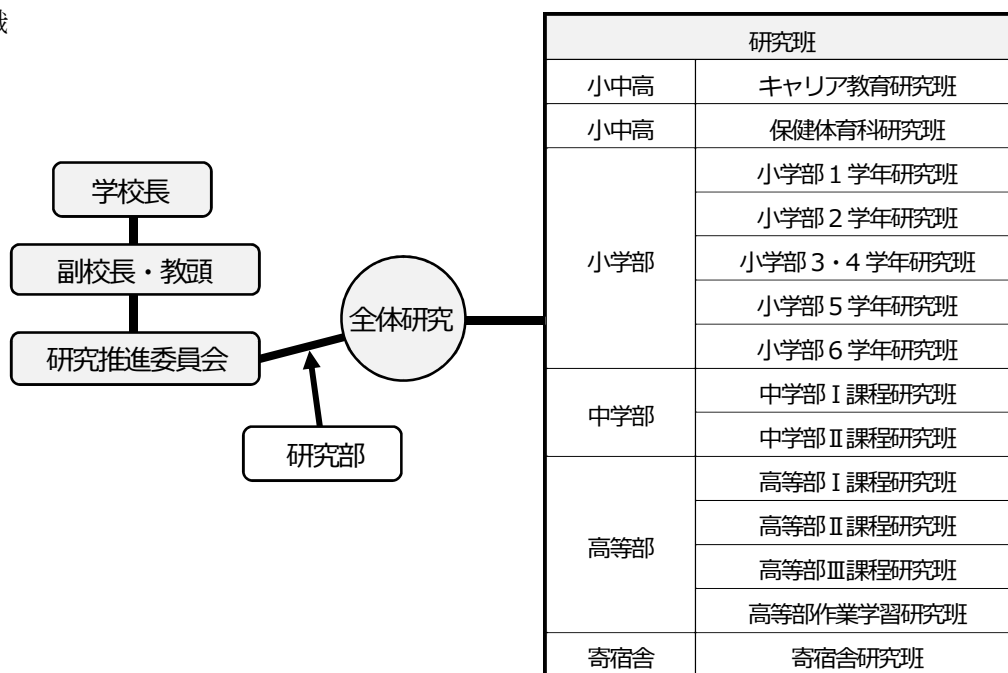 学校長
副校長・教頭
研究推進委員会
研究部
全体研究
研究班
小中高 キャリア教育研究班
小中高 保健体育科研究班
小学部
小学部1学年研究班
小学部2学年研究班
小学部3・4学年研究班
小学部5学年研究班
小学部6学年研究班
中学部
中学部Ⅰ課程研究班
中学部Ⅱ課程研究班
高等部
高等部Ⅰ課程研究班
高等部Ⅱ課程研究班
高等部Ⅲ課程研究班
高等部作業学習研究班
寄宿舎 寄宿舎研究班